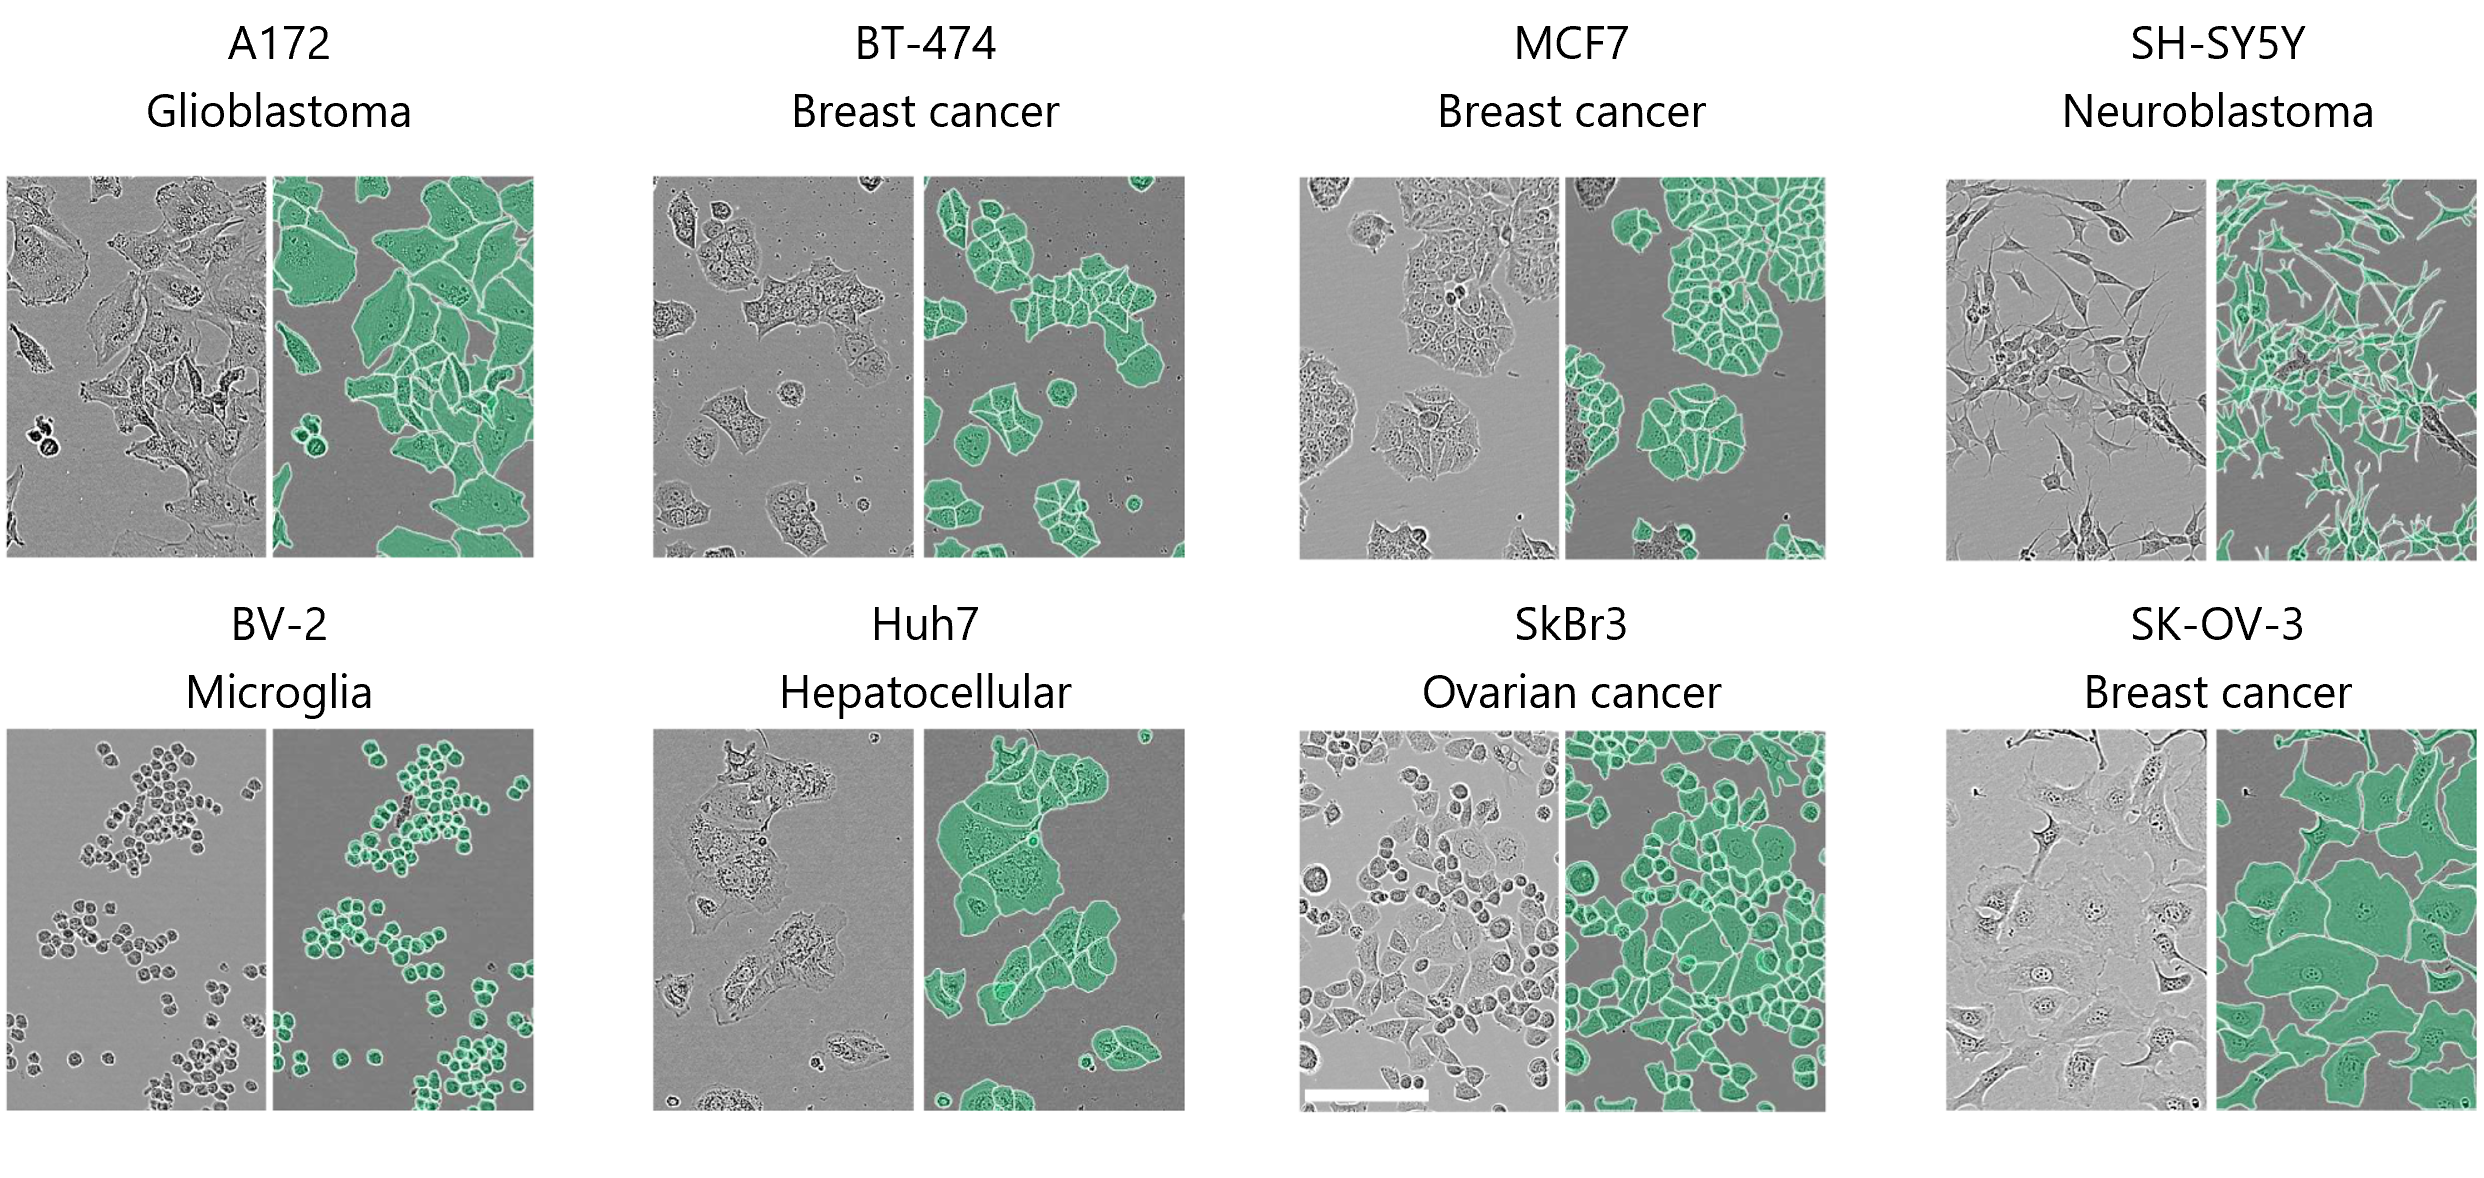 A172
Glioblastoma
BT-474
Breast cancer
MCF7
Breast cancer
SH-SY5Y
Neuroblastoma
BV-2
Microglia
Huh7
Hepatocellular
SkBr3
Ovarian cancer
SK-OV-3
Breast cancer